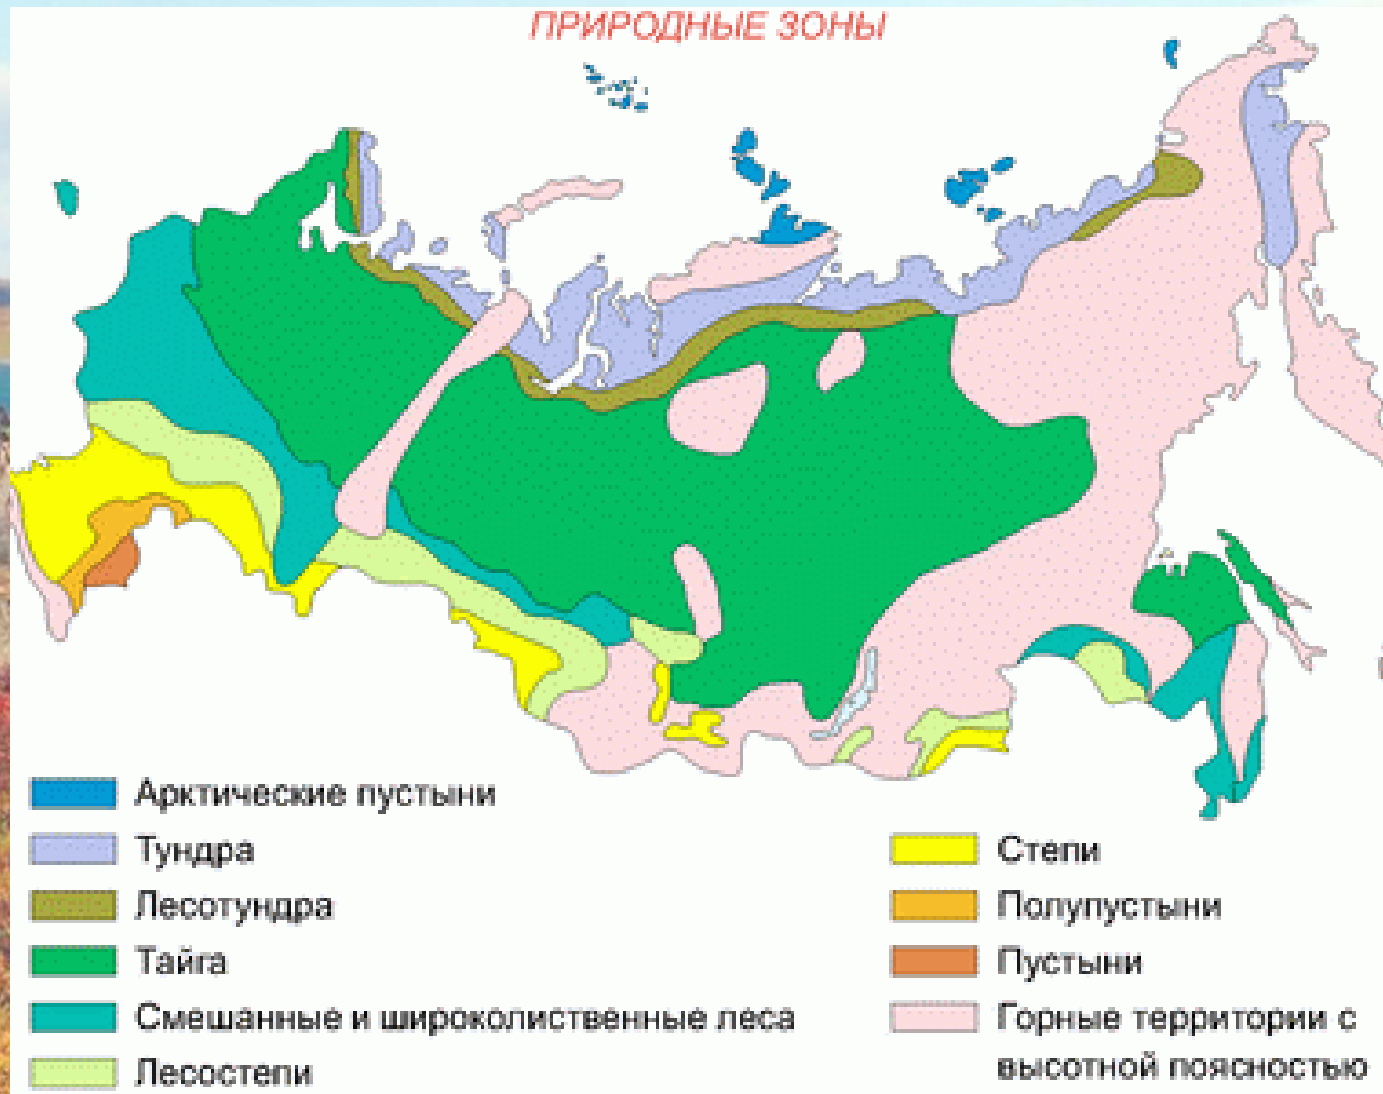 ПРИРОДНЫЕ ЗОНЫ
Арктические пустыни
Тундра
Лесотундра
Тайга
Смешанные и широколиственные леса
Лесостепи
Степи
Полупустыни
Пустыни
Горные территории с
высотной поясностью